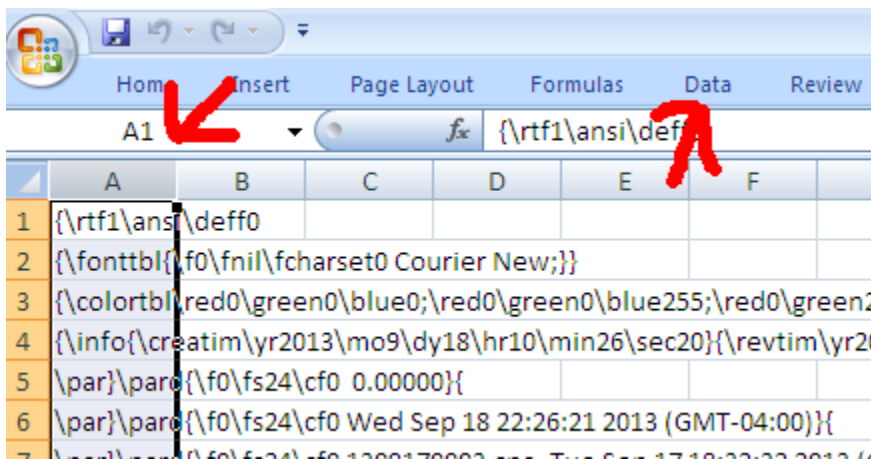 Home Insert Page Layout Formulas Data Review
A1 fx {\rtf1\ansi\deff
A B C D E F
1 {\rtf1\ansi\deff0
2 {\fonttbl{\f0\fnil\fcharset0 Courier New;}}
3 {\colortbl\red0\green0\blue0;\red0\green0\blue255;\red0\green2
4 {\info{\creatim\yr2013\mo9\dy18\hr10\min26\sec20}{\revtim\yr20
5 \par}\pard{\f0\fs24\cf0 0.00000}{
6 \par}\pard{\f0\fs24\cf0 Wed Sep 18 22:26:21 2013 (GMT-04:00)}{